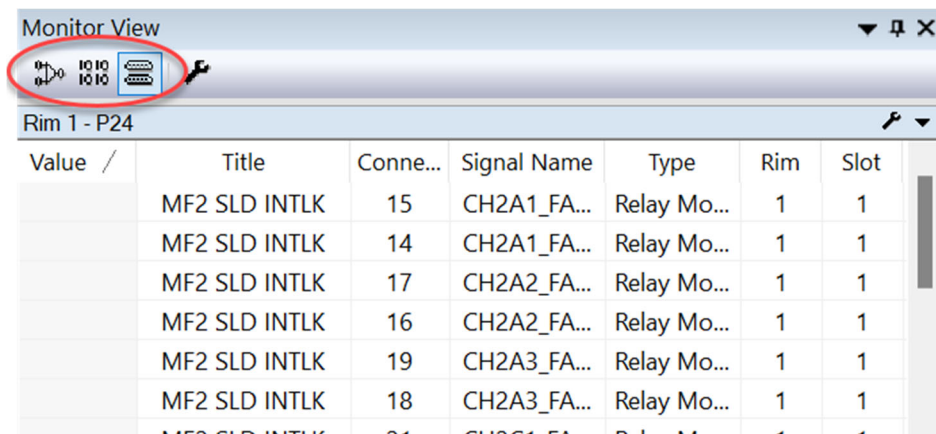 Monitor View
1010
1010
Rim 1 - P24
Value / Title Conne... Signal Name Type Rim Slot
MF2 SLD INTLK 15 CH2A1_FA... Relay Mo... 1 1
MF2 SLD INTLK 14 CH2A1_FA... Relay Mo... 1 1
MF2 SLD INTLK 17 CH2A2_FA... Relay Mo... 1 1
MF2 SLD INTLK 16 CH2A2_FA... Relay Mo... 1 1
MF2 SLD INTLK 19 CH2A3_FA... Relay Mo... 1 1
MF2 SLD INTLK 18 CH2A3_FA... Relay Mo... 1 1